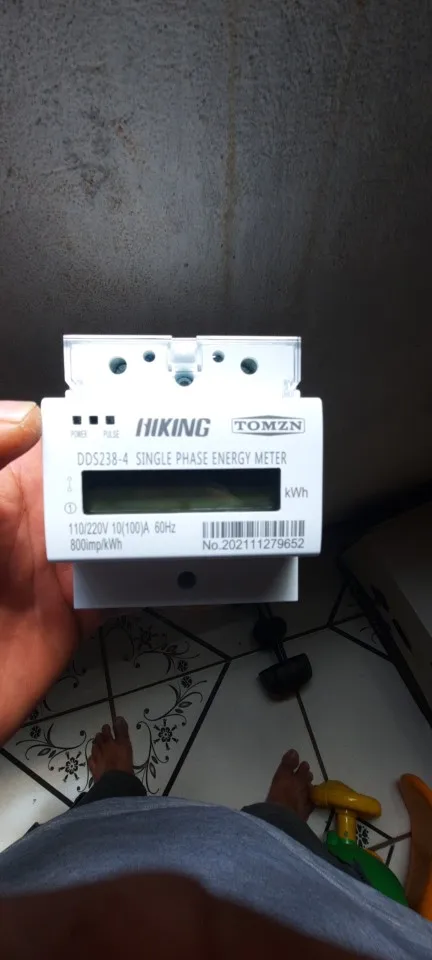 HIKING TOMZN
POWER PULSE
DDS238-4 SINGLE PHASE ENERGY METER
kWh
1
110/220V 10(100)A 60Hz
800imp/kWh
No.202111279652